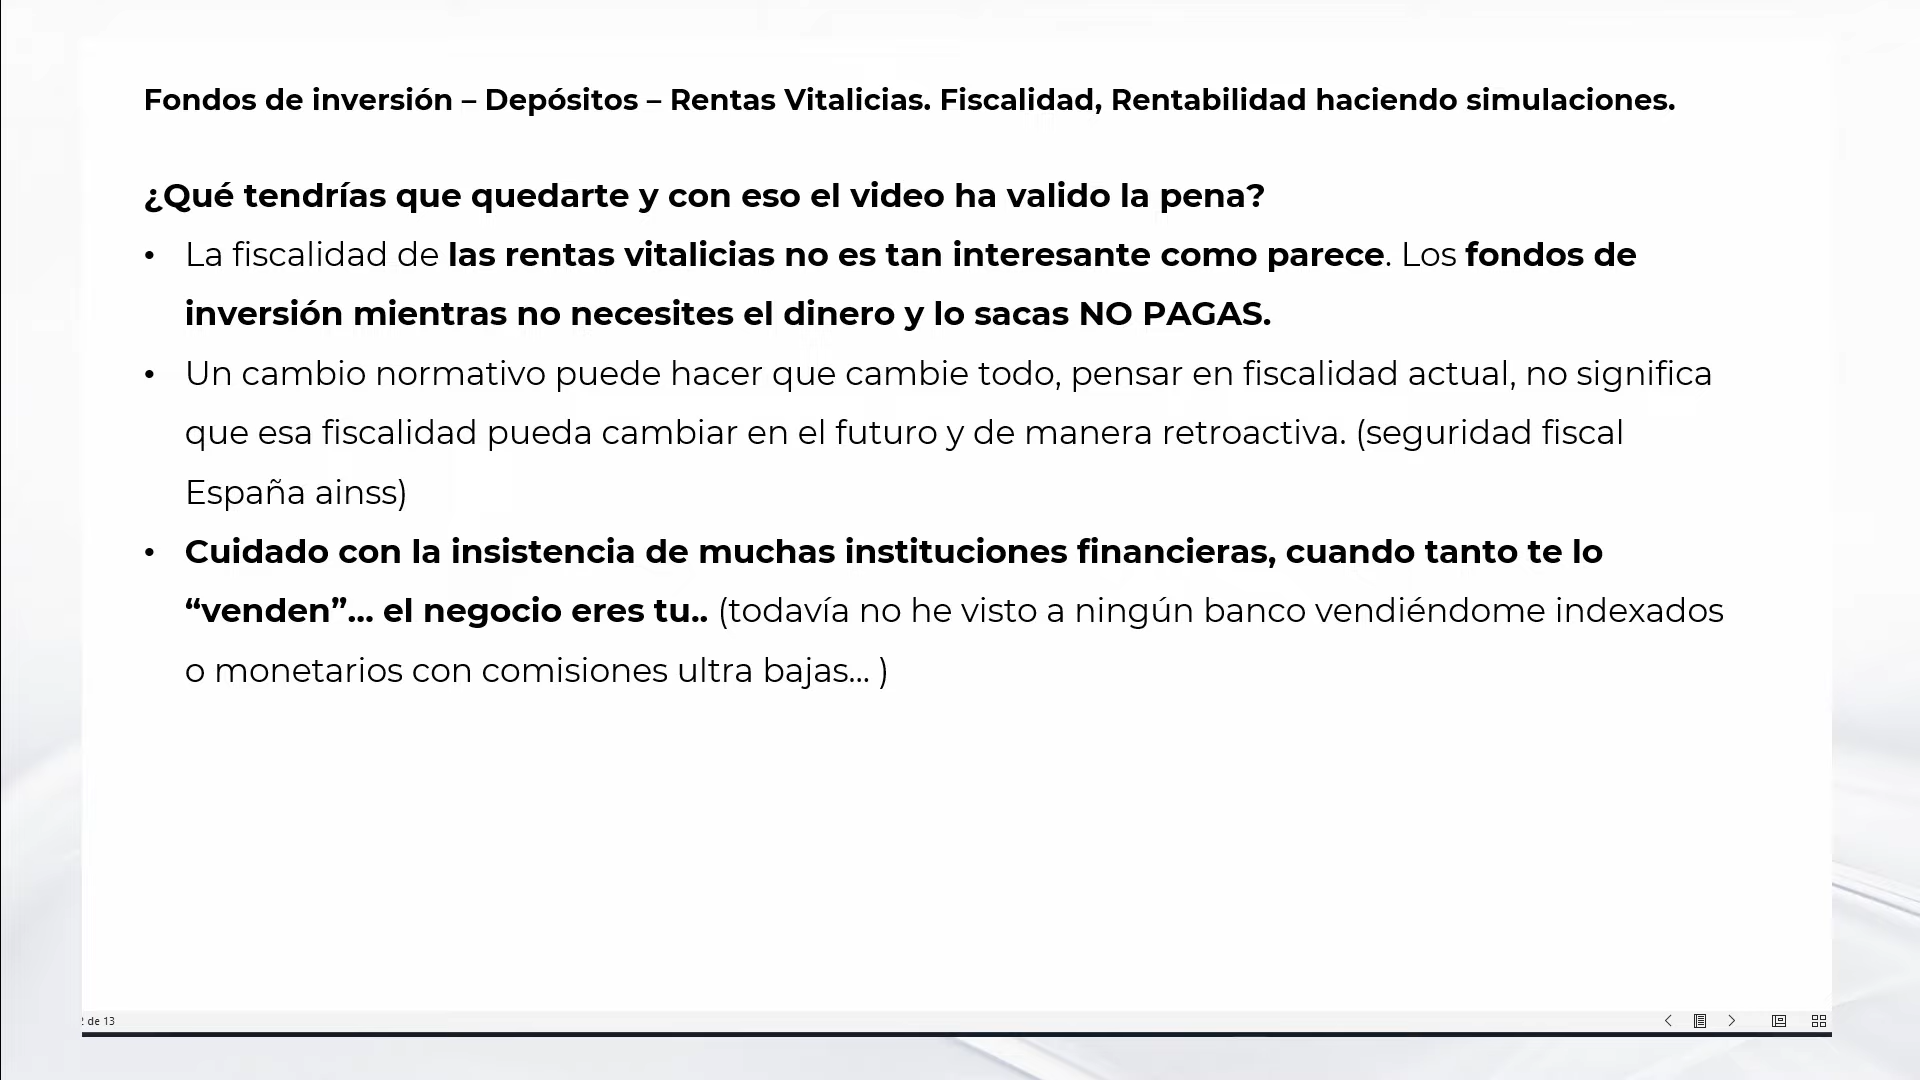 Fondos de inversión – Depósitos – Rentas Vitalicias. Fiscalidad, Rentabilidad haciendo simulaciones.
¿Qué tendrías que quedarte y con eso el video ha valido la pena?
• La fiscalidad de las rentas vitalicias no es tan interesante como parece. Los fondos de
inversión mientras no necesites el dinero y lo sacas NO PAGAS.
• Un cambio normativo puede hacer que cambie todo, pensar en fiscalidad actual, no significa
que esa fiscalidad pueda cambiar en el futuro y de manera retroactiva. (seguridad fiscal
España ainss)
• Cuidado con la insistencia de muchas instituciones financieras, cuando tanto te lo
“venden”... el negocio eres tu.. (todavía no he visto a ningún banco vendiéndome indexados
o monetarios con comisiones ultra bajas... )
de 13